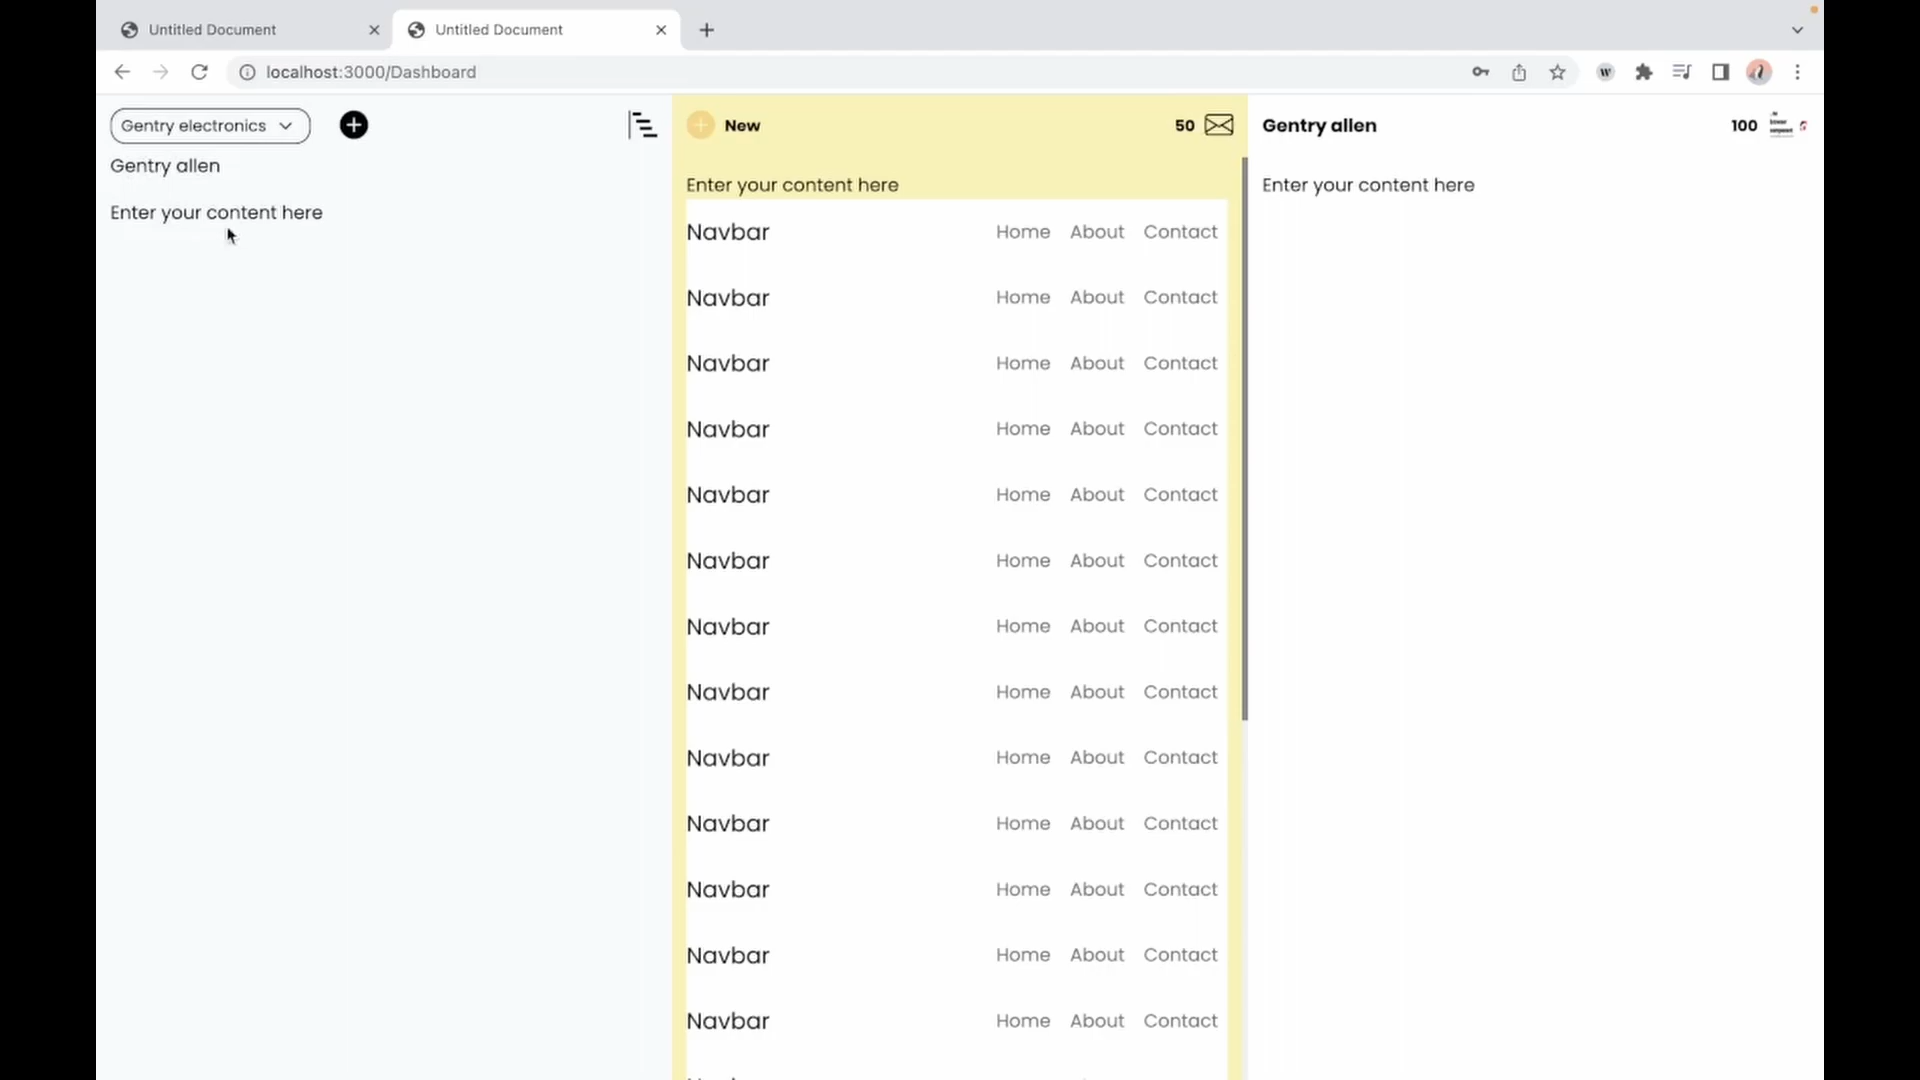 Untitled Document
Untitled Document
localhost:3000/Dashboard
Gentry electronics
Gentry allen
Enter your content here
New
50
Enter your content here
Navbar Home About Contact
Navbar Home About Contact
Navbar Home About Contact
Navbar Home About Contact
Navbar Home About Contact
Navbar Home About Contact
Navbar Home About Contact
Navbar Home About Contact
Navbar Home About Contact
Navbar Home About Contact
Navbar Home About Contact
Navbar Home About Contact
Navbar Home About Contact
Gentry allen
100
Enter your content here